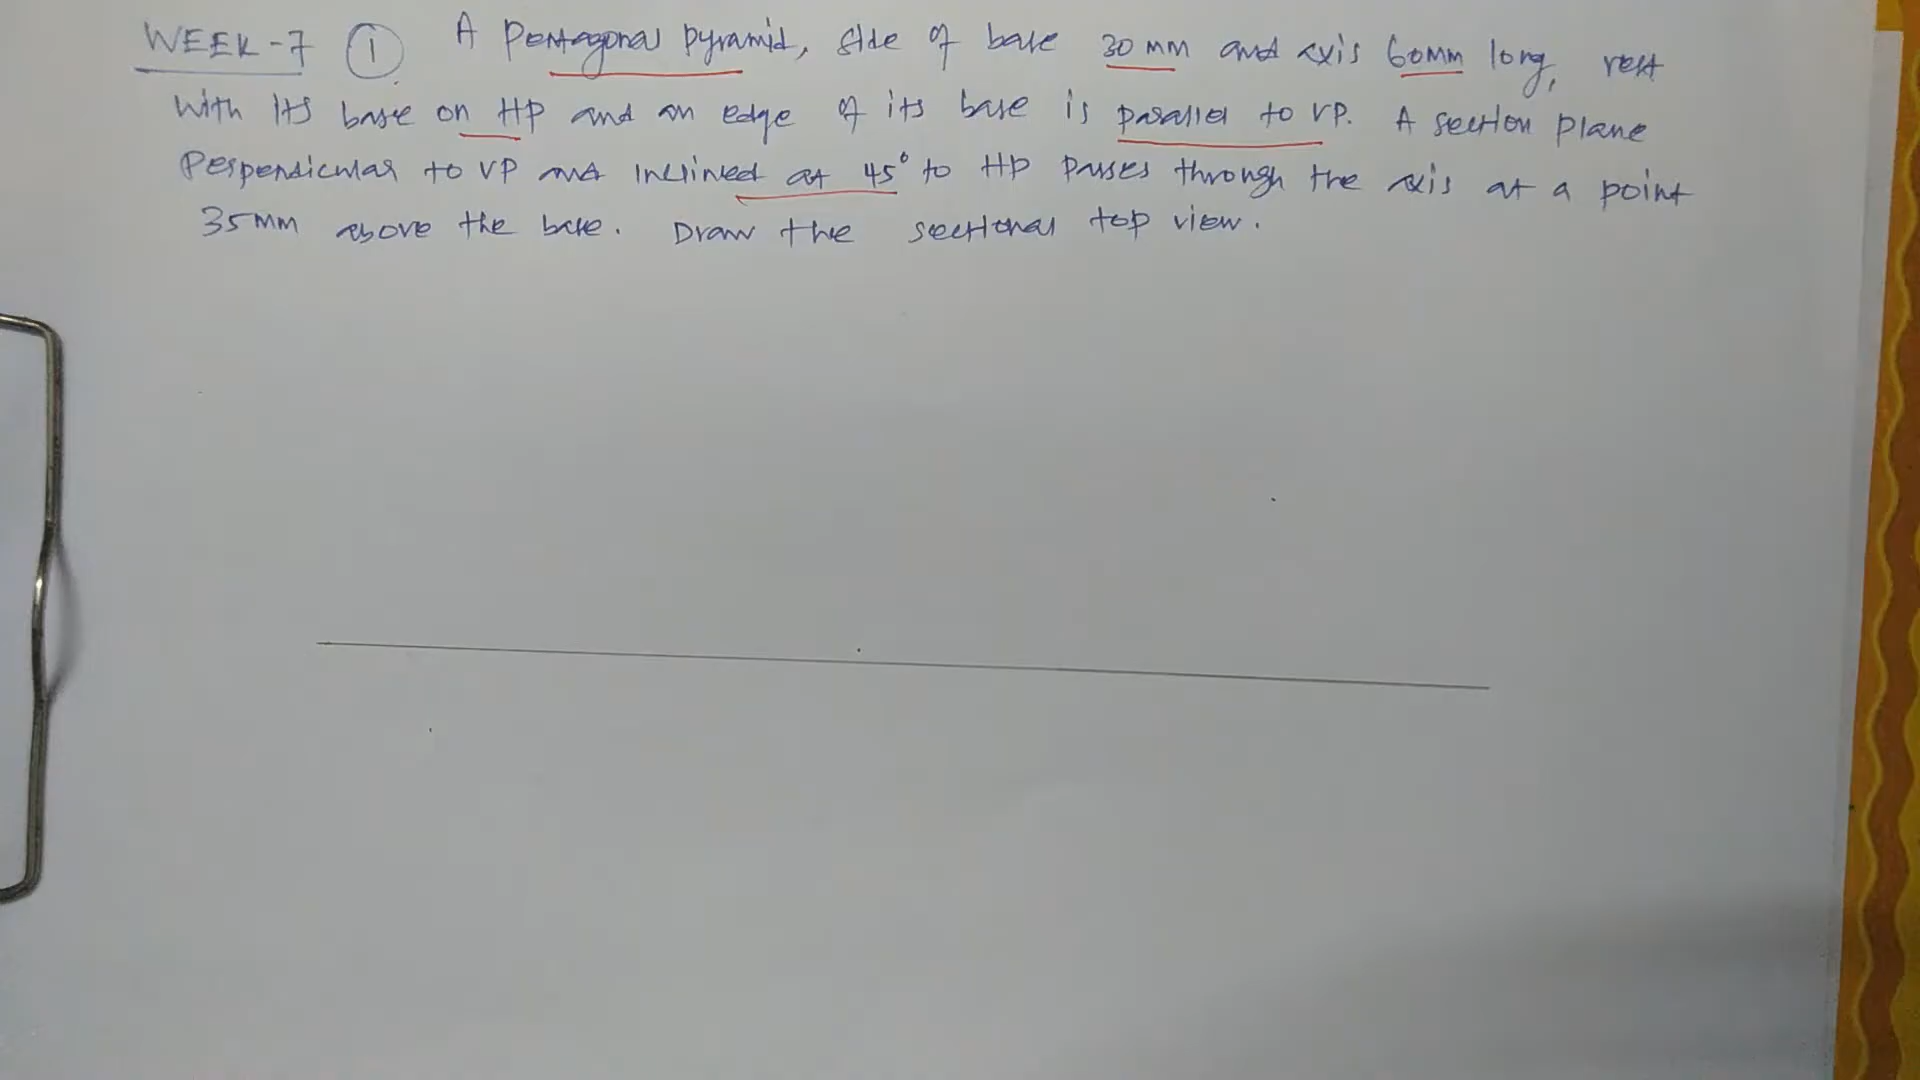 WEEK-7 ① A Pentagonal pyramid, side of base 30 mm and axis 60mm long, rest
with its base on HP and an edge of its base is parallel to VP. A section plane
Perpendicular to VP and inclined at 45° to HP passes through the axis at a point
35mm above the base. Draw the sectional top view.